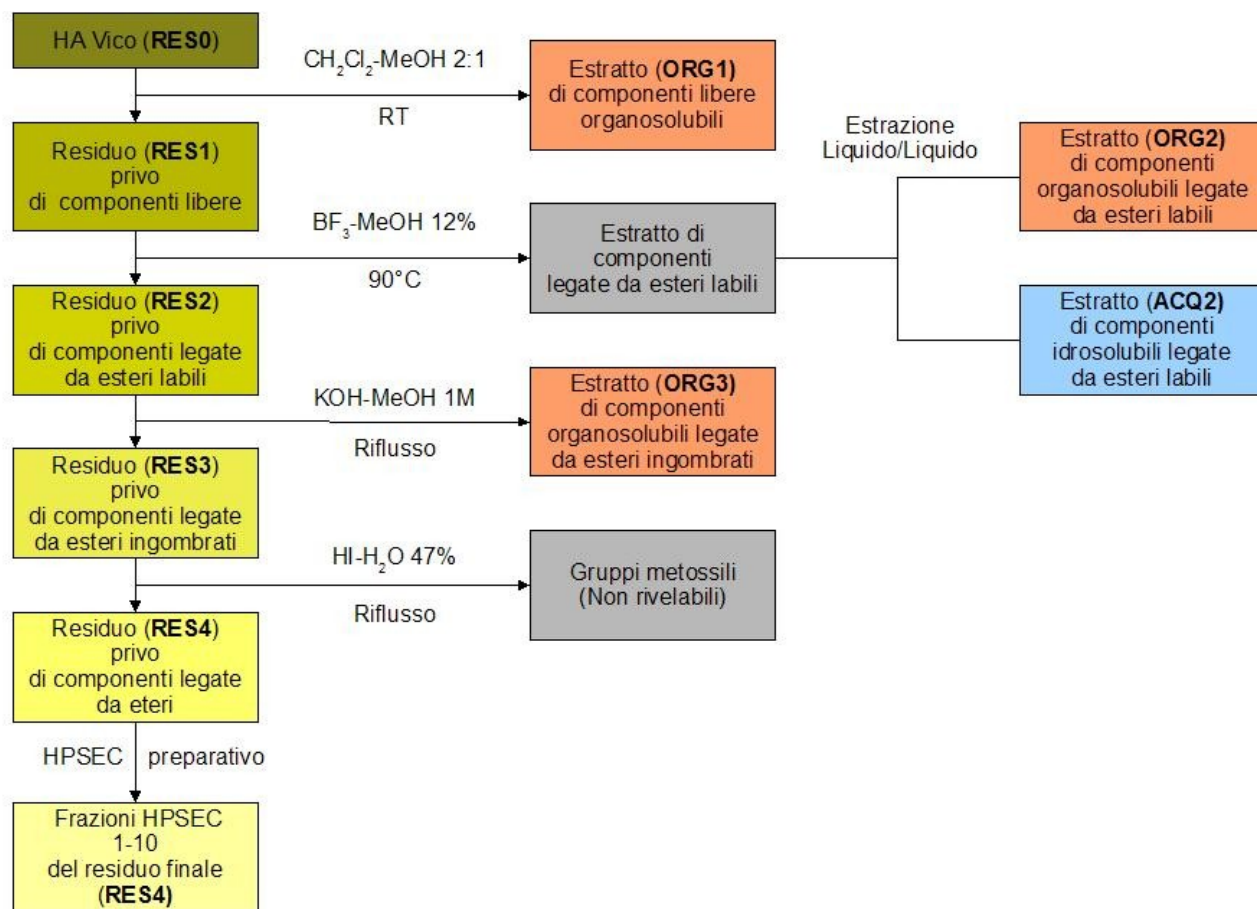 HA Vico (RES0)
CH₂Cl₂-MeOH 2:1
RT
Estratto (ORG1)
di componenti libere
organosolubili
Residuo (RES1)
privo
di componenti libere
BF₃-MeOH 12%
90°C
Estratto di
componenti
legate da esteri labili
Estrazione
Liquido/Liquido
Estratto (ORG2)
di componenti
organosolubili legate
da esteri labili
Estratto (ACQ2)
di componenti
idrosolubili legate
da esteri labili
Residuo (RES2)
privo
di componenti legate
da esteri labili
KOH-MeOH 1M
Riflusso
Estratto (ORG3)
di componenti
organosolubili legate
da esteri ingombrati
Residuo (RES3)
privo
di componenti legate
da esteri ingombrati
HI-H₂O 47%
Riflusso
Gruppi metossili
(Non rivelabili)
Residuo (RES4)
privo
di componenti legate
da eteri
HPSEC preparativo
Frazioni HPSEC
1-10
del residuo finale
(RES4)